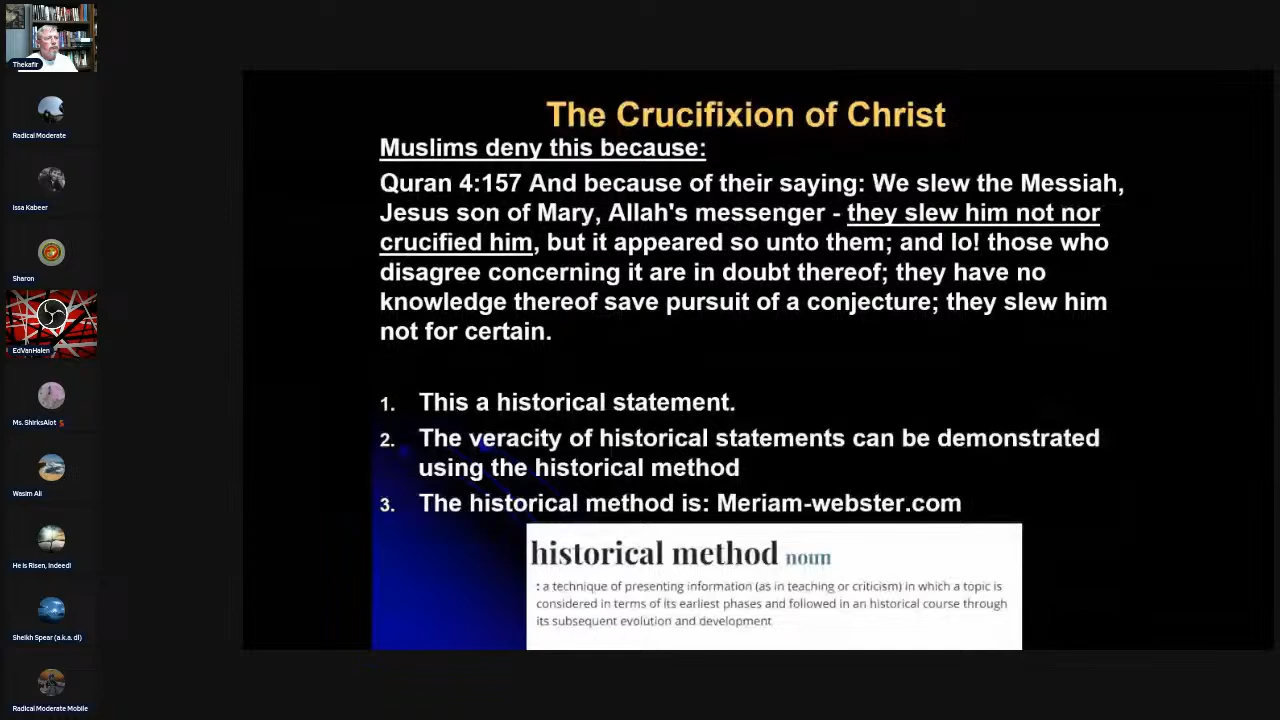 Thekafir
Radical Moderate
Issa Kabeer
Sharon
EdVanHalen
Ms. ShirksAlot
Wasim Ali
He is Risen, Indeed!
Sheikh Spear (a.k.a. dl)
Radical Moderate Mobile
The Crucifixion of Christ
Muslims deny this because:
Quran 4:157 And because of their saying: We slew the Messiah,
Jesus son of Mary, Allah's messenger - they slew him not nor
crucified him, but it appeared so unto them; and lo! those who
disagree concerning it are in doubt thereof; they have no
knowledge thereof save pursuit of a conjecture; they slew him
not for certain.
1. This a historical statement.
2. The veracity of historical statements can be demonstrated
using the historical method
3. The historical method is: Meriam-webster.com
historical method noun
: a technique of presenting information (as in teaching or criticism) in which a topic is
considered in terms of its earliest phases and followed in an historical course through
its subsequent evolution and development